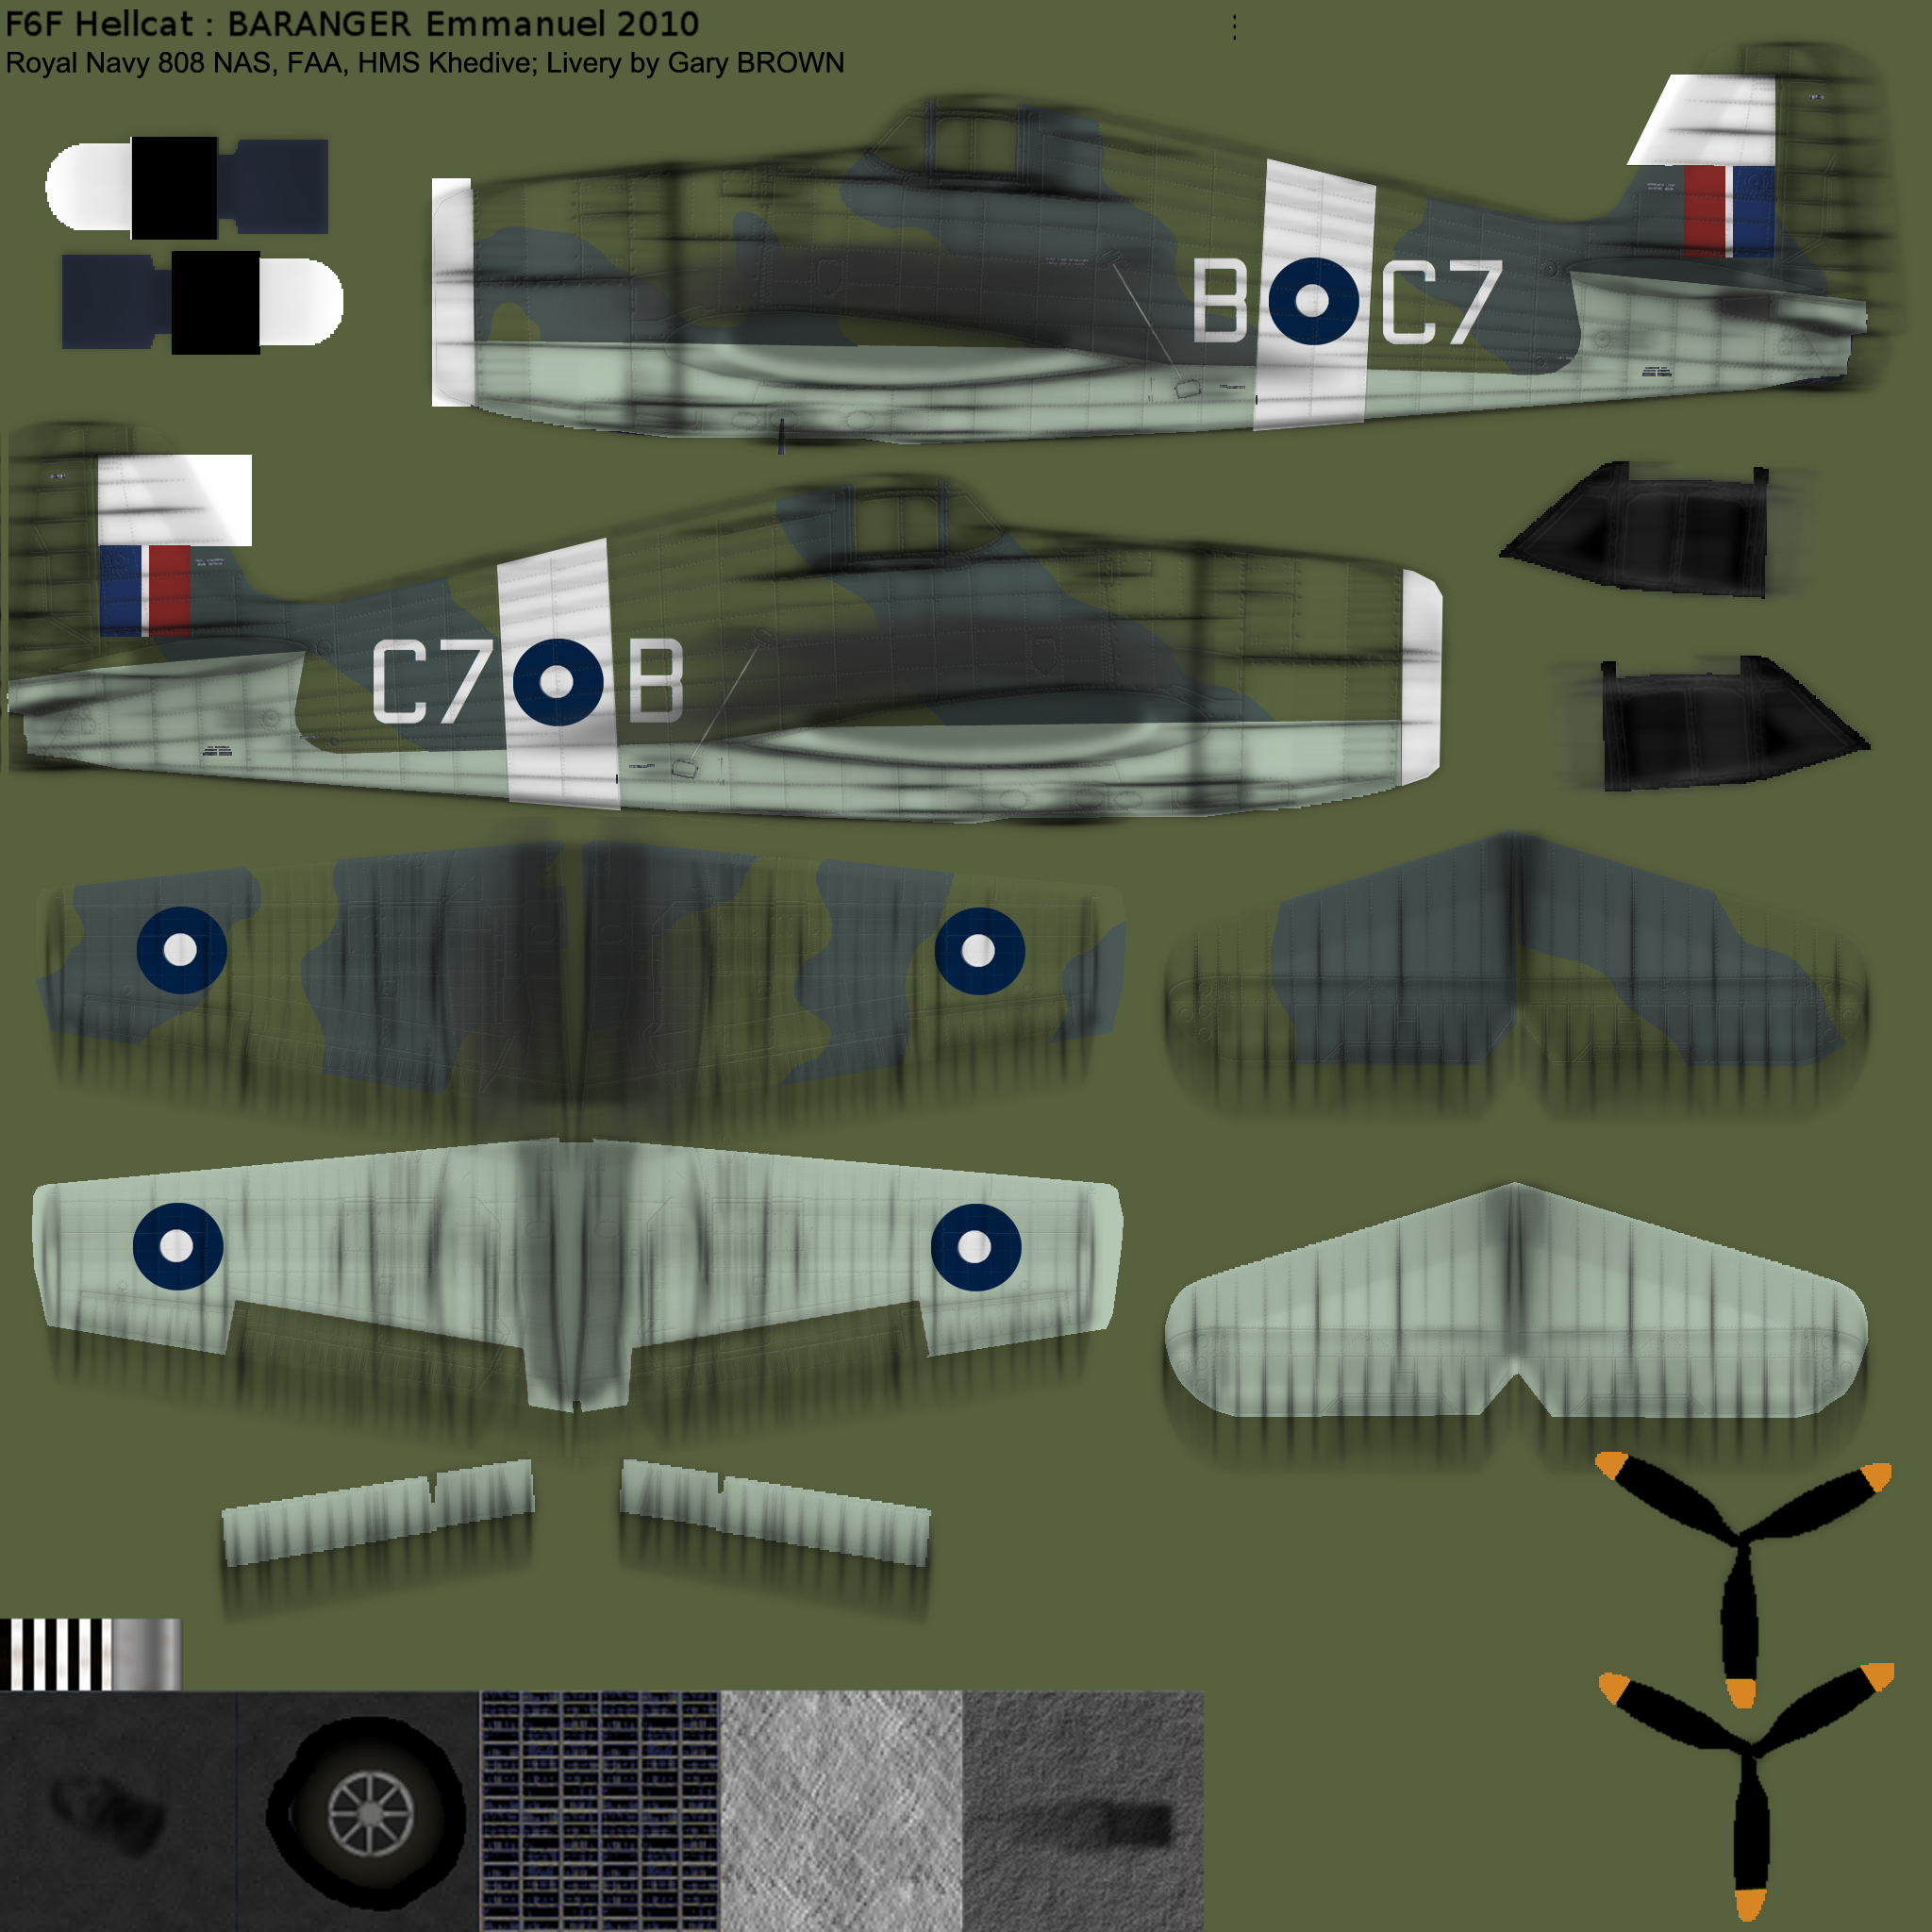 F6F Hellcat : BARANGER Emmanuel 2010
Royal Navy 808 NAS, FAA, HMS Khedive; Livery by Gary BROWN
B C7
C7 B